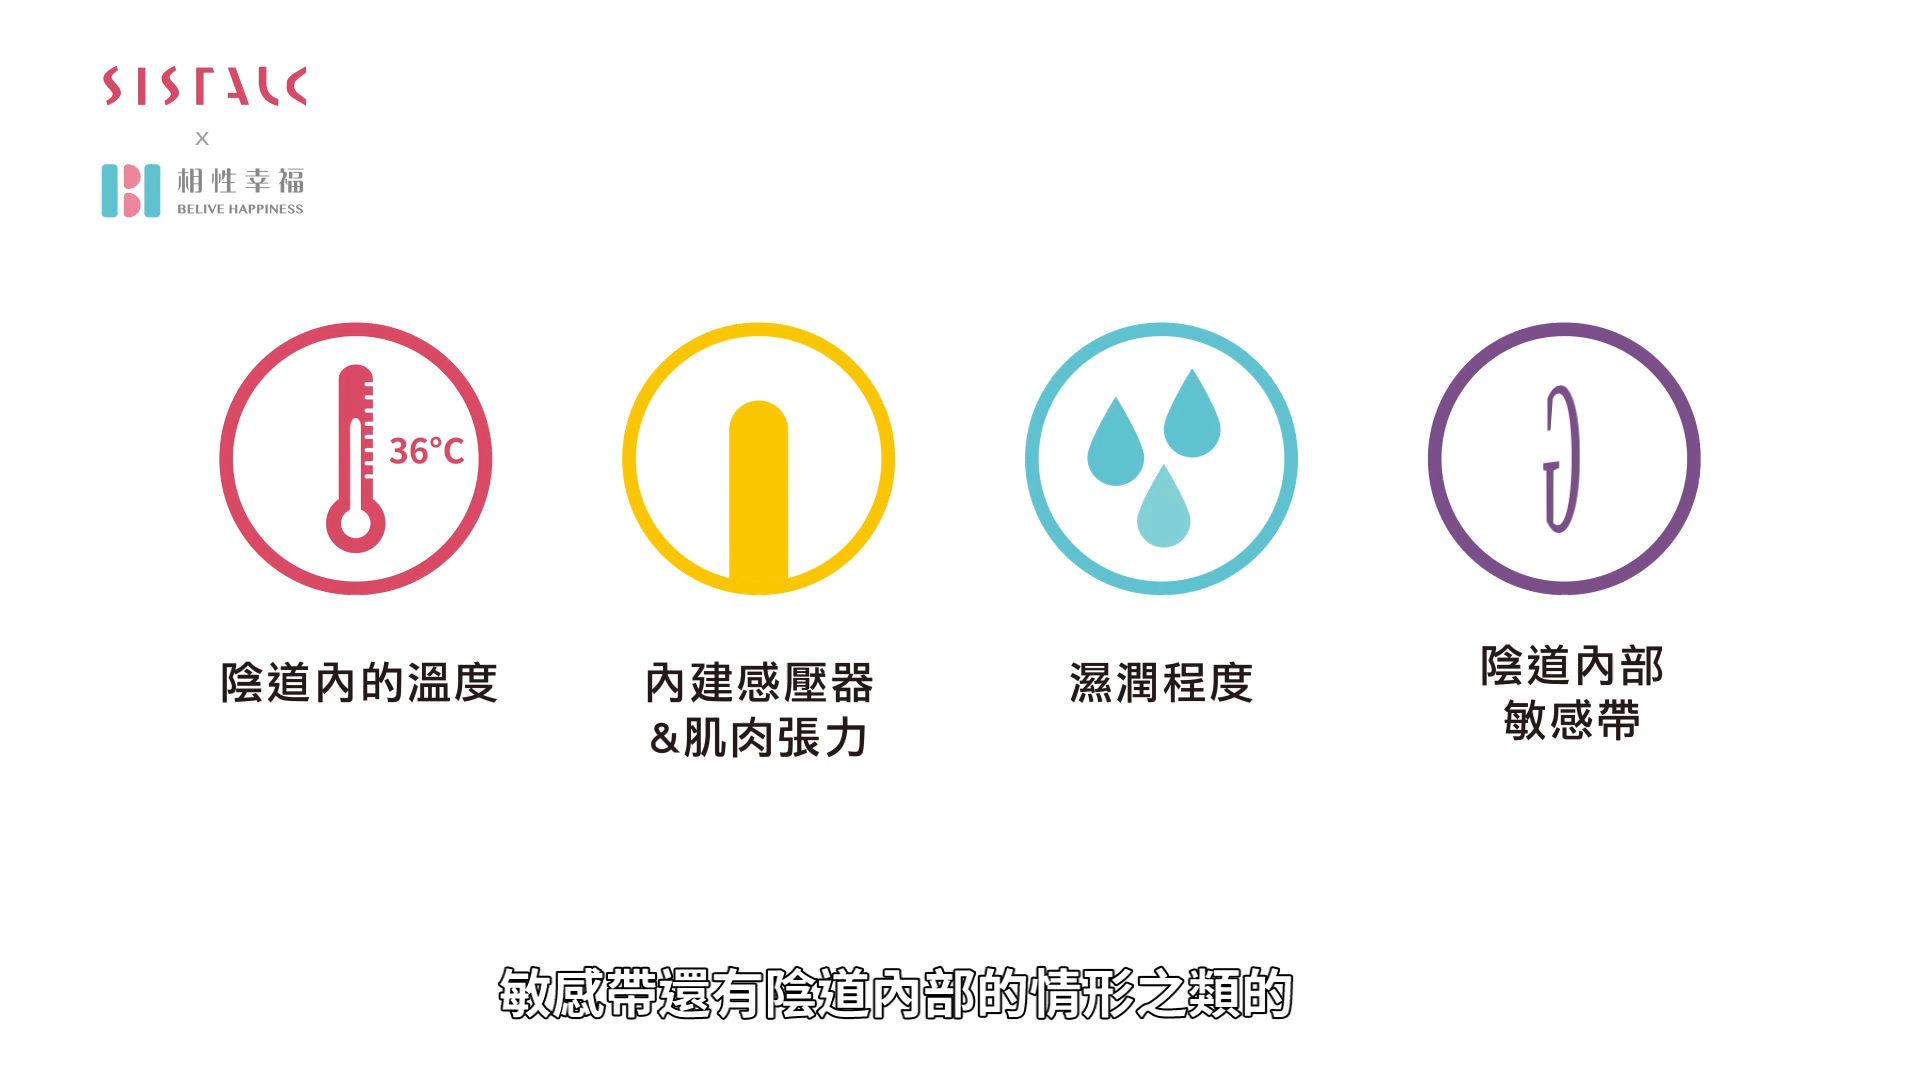 SISTALK
x
相性幸福
BELIVE HAPPINESS
36°C
G
陰道內的溫度
內建感壓器
&肌肉張力
濕潤程度
陰道內部
敏感帶
敏感帶還有陰道內部的情形之類的